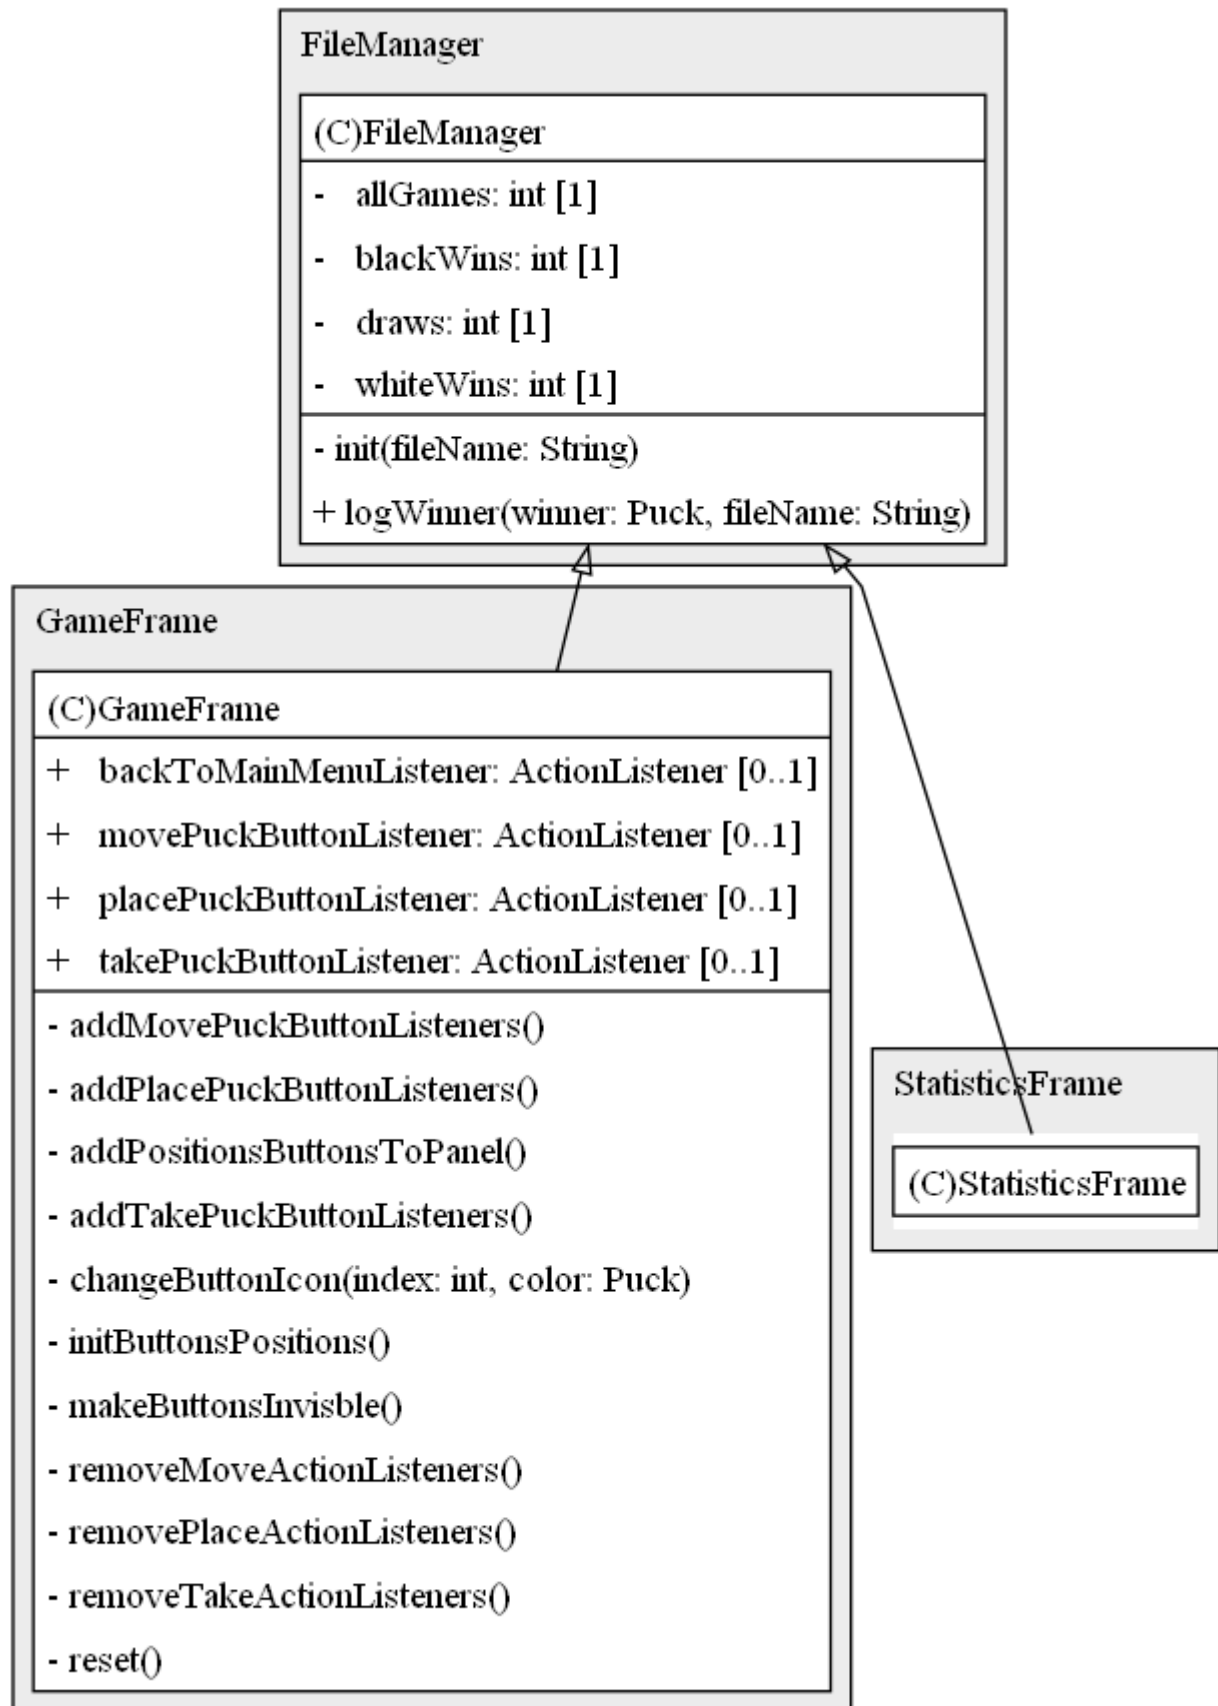 FileManager
(C)FileManager
- allGames: int [1]
- blackWins: int [1]
- draws: int [1]
- whiteWins: int [1]
- init(fileName: String)
+ logWinner(winner: Puck, fileName: String)
GameFrame
(C)GameFrame
+ backToMainMenuListener: ActionListener [0..1]
+ movePuckButtonListener: ActionListener [0..1]
+ placePuckButtonListener: ActionListener [0..1]
+ takePuckButtonListener: ActionListener [0..1]
- addMovePuckButtonListeners()
- addPlacePuckButtonListeners()
- addPositionsButtonsToPanel()
- addTakePuckButtonListeners()
- changeButtonIcon(index: int, color: Puck)
- initButtonsPositions()
- makeButtonsInvisble()
- removeMoveActionListeners()
- removePlaceActionListeners()
- removeTakeActionListeners()
- reset()
StatisticsFrame
(C)StatisticsFrame